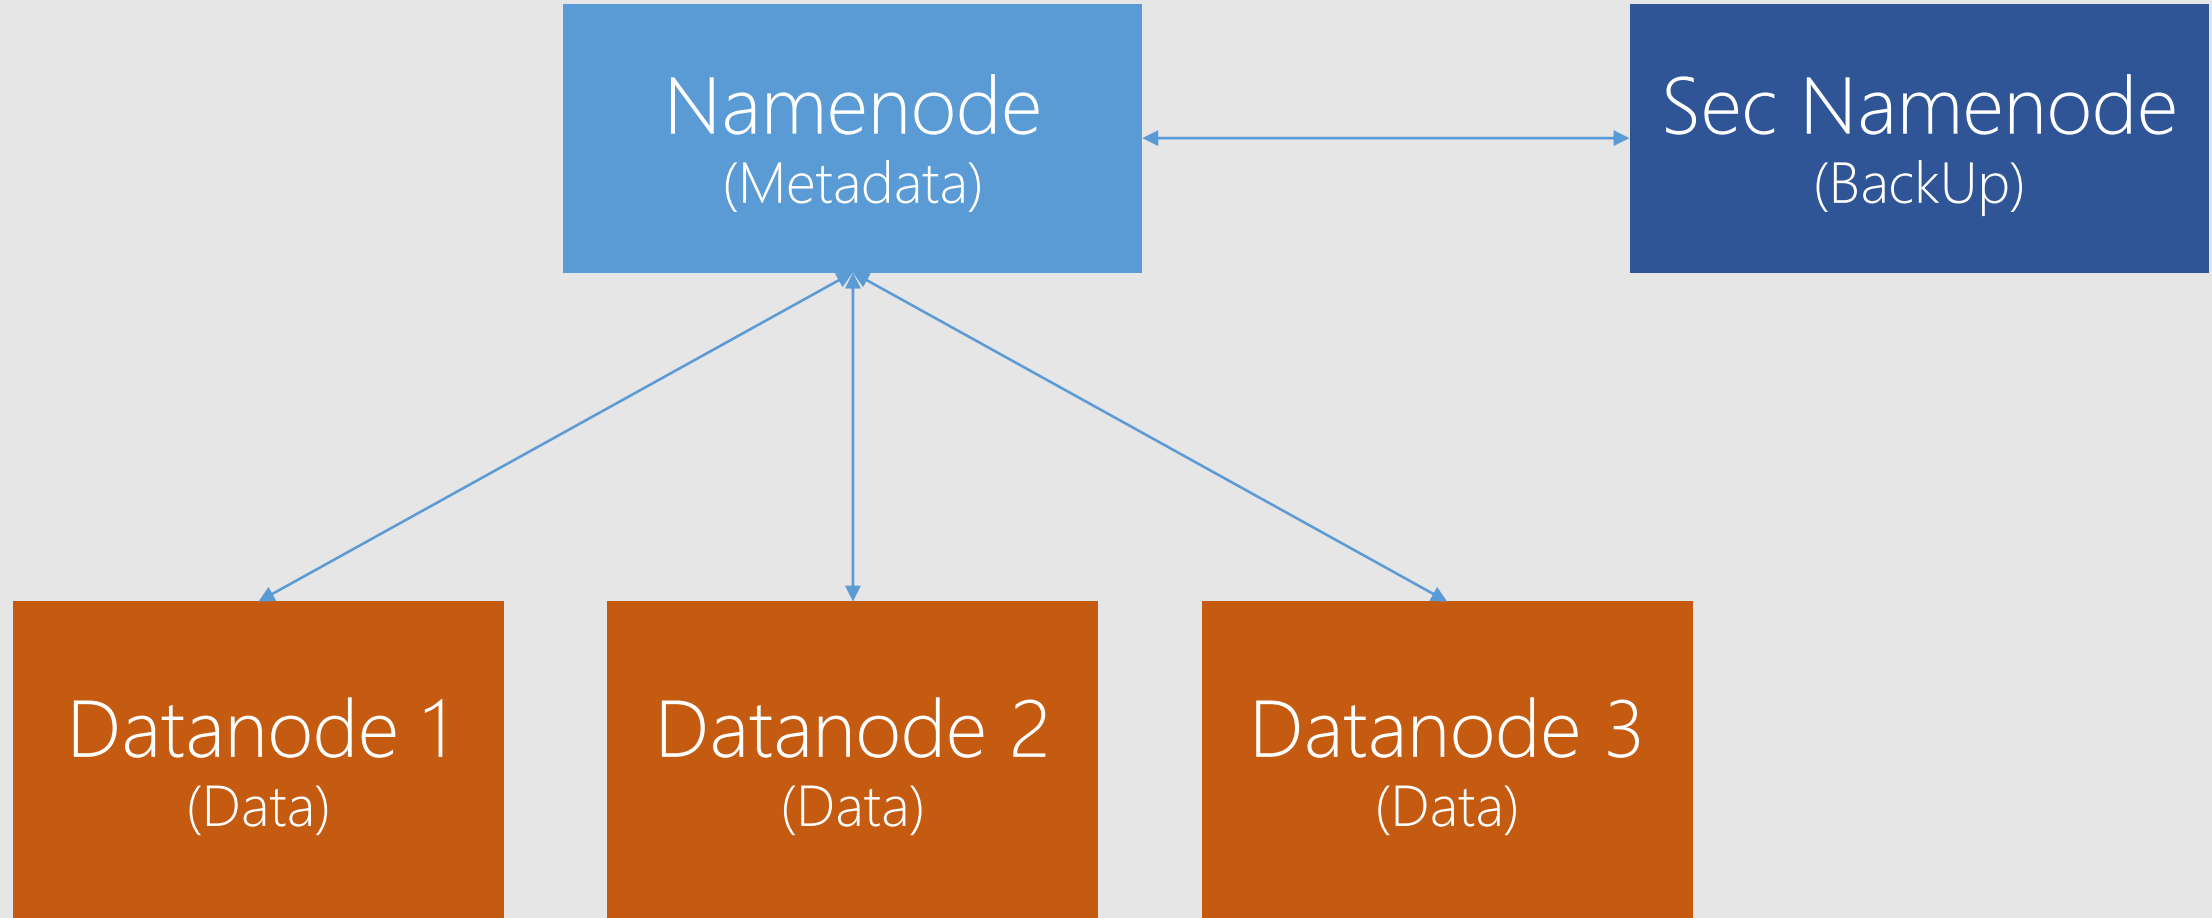 Namenode
(Metadata)
Sec Namenode
(BackUp)
Datanode 1
(Data)
Datanode 2
(Data)
Datanode 3
(Data)